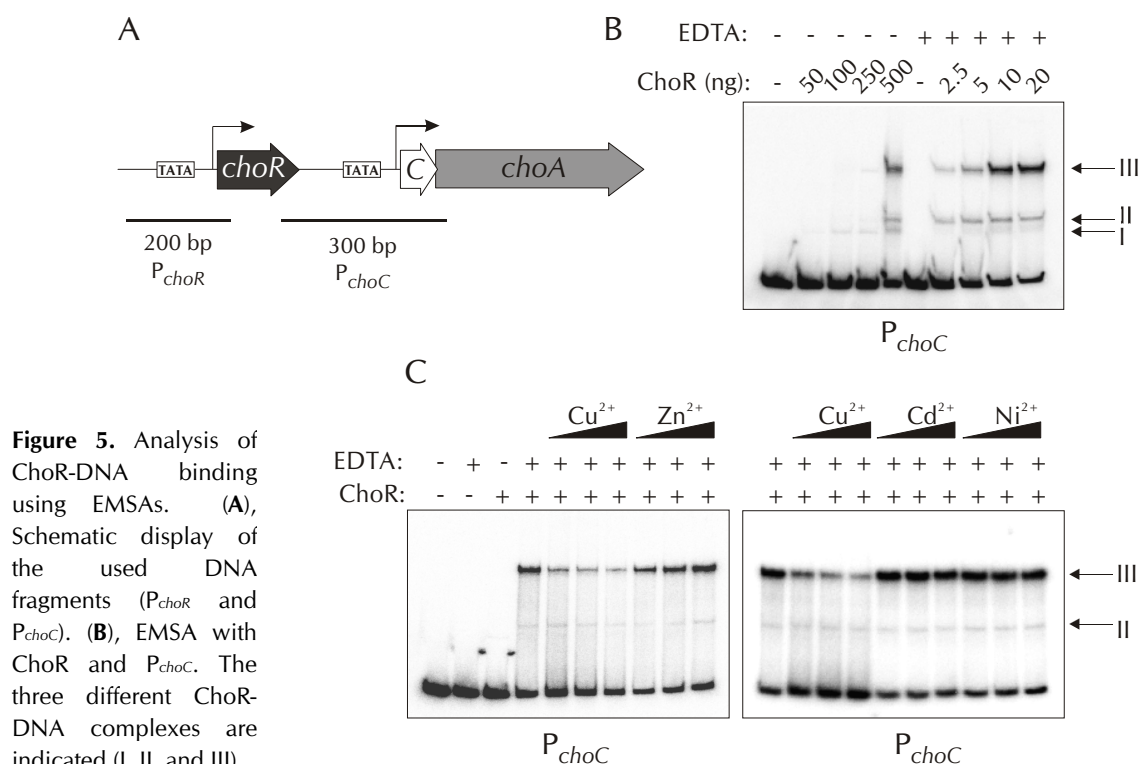 A
TATA
choR
TATA
C
choA
200 bp
PchoR
300 bp
PchoC
B
EDTA: - - - - - + + + + +
ChoR (ng): - 50 100 250 500 - 2.5 5 10 20
III
II
I
PchoC
C
Cu2+ Zn2+
EDTA: - + - + + + + + + +
ChoR: - - + + + + + + + +
PchoC
Cu2+ Cd2+ Ni2+
+ + + + + + + + + +
+ + + + + + + + + +
III
II
PchoC
Figure 5. Analysis of
ChoR-DNA binding
using EMSAs. (A),
Schematic display of
the used DNA
fragments (PchoR and
PchoC). (B), EMSA with
ChoR and PchoC. The
three different ChoR-
DNA complexes are
indicated (I, II, and III)